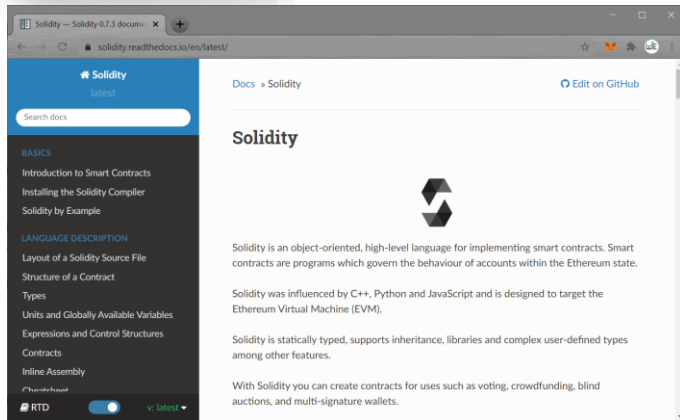 Solidity — Solidity 0.7.3 docume
solidity.readthedocs.io/en/latest/
Solidity
latest
Search docs
BASICS
Introduction to Smart Contracts
Installing the Solidity Compiler
Solidity by Example
LANGUAGE DESCRIPTION
Layout of a Solidity Source File
Structure of a Contract
Types
Units and Globally Available Variables
Expressions and Control Structures
Contracts
Inline Assembly
Cheatsheet
RTD
v: latest
Docs » Solidity
Edit on GitHub
Solidity
Solidity is an object-oriented, high-level language for implementing smart contracts. Smart
contracts are programs which govern the behaviour of accounts within the Ethereum state.
Solidity was influenced by C++, Python and JavaScript and is designed to target the
Ethereum Virtual Machine (EVM).
Solidity is statically typed, supports inheritance, libraries and complex user-defined types
among other features.
With Solidity you can create contracts for uses such as voting, crowdfunding, blind
auctions, and multi-signature wallets.